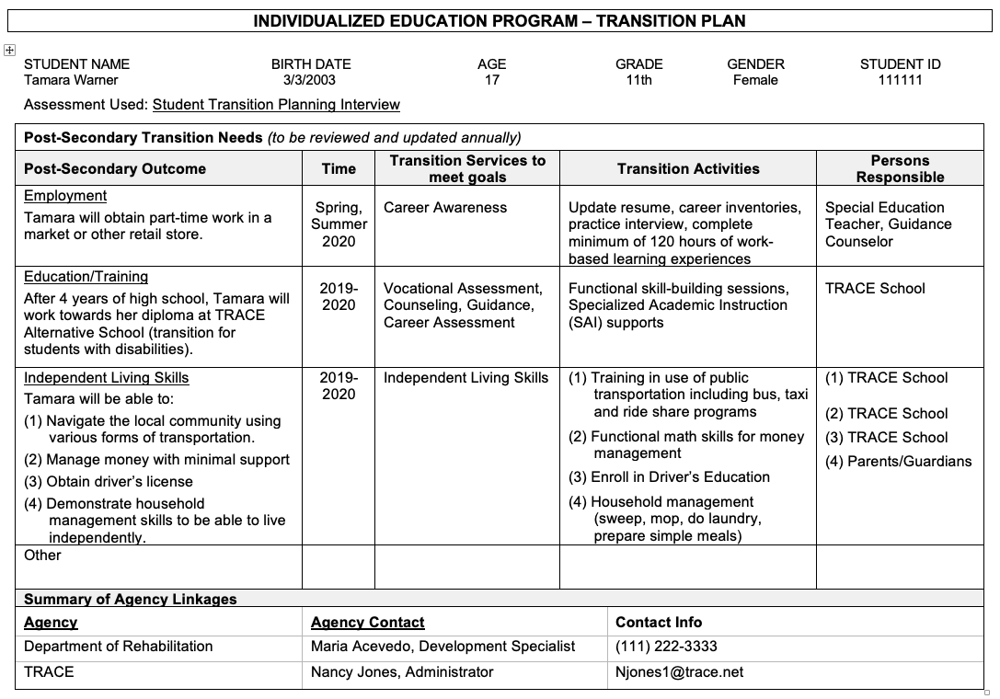 INDIVIDUALIZED EDUCATION PROGRAM – TRANSITION PLAN
STUDENT NAME BIRTH DATE AGE GRADE GENDER STUDENT ID
Tamara Warner 3/3/2003 17 11th Female 111111
Assessment Used: Student Transition Planning Interview
Post-Secondary Transition Needs (to be reviewed and updated annually)
Post-Secondary Outcome
Time
Transition Services to
meet goals
Transition Activities
Persons
Responsible
Employment
Tamara will obtain part-time work in a
market or other retail store.
Spring,
Summer
2020
Career Awareness
Update resume, career inventories,
practice interview, complete
minimum of 120 hours of work-
based learning experiences
Special Education
Teacher, Guidance
Counselor
Education/Training
After 4 years of high school, Tamara will
work towards her diploma at TRACE
Alternative School (transition for
students with disabilities).
2019-
2020
Vocational Assessment,
Counseling, Guidance,
Career Assessment
Functional skill-building sessions,
Specialized Academic Instruction
(SAI) supports
TRACE School
Independent Living Skills
Tamara will be able to:
(1) Navigate the local community using
various forms of transportation.
(2) Manage money with minimal support
(3) Obtain driver’s license
(4) Demonstrate household
management skills to be able to live
independently.
2019-
2020
Independent Living Skills
(1) Training in use of public
transportation including bus, taxi
and ride share programs
(2) Functional math skills for money
management
(3) Enroll in Driver’s Education
(4) Household management
(sweep, mop, do laundry,
prepare simple meals)
(1) TRACE School
(2) TRACE School
(3) TRACE School
(4) Parents/Guardians
Other
Summary of Agency Linkages
Agency Agency Contact Contact Info
Department of Rehabilitation Maria Acevedo, Development Specialist (111) 222-3333
TRACE Nancy Jones, Administrator Njones1@trace.net